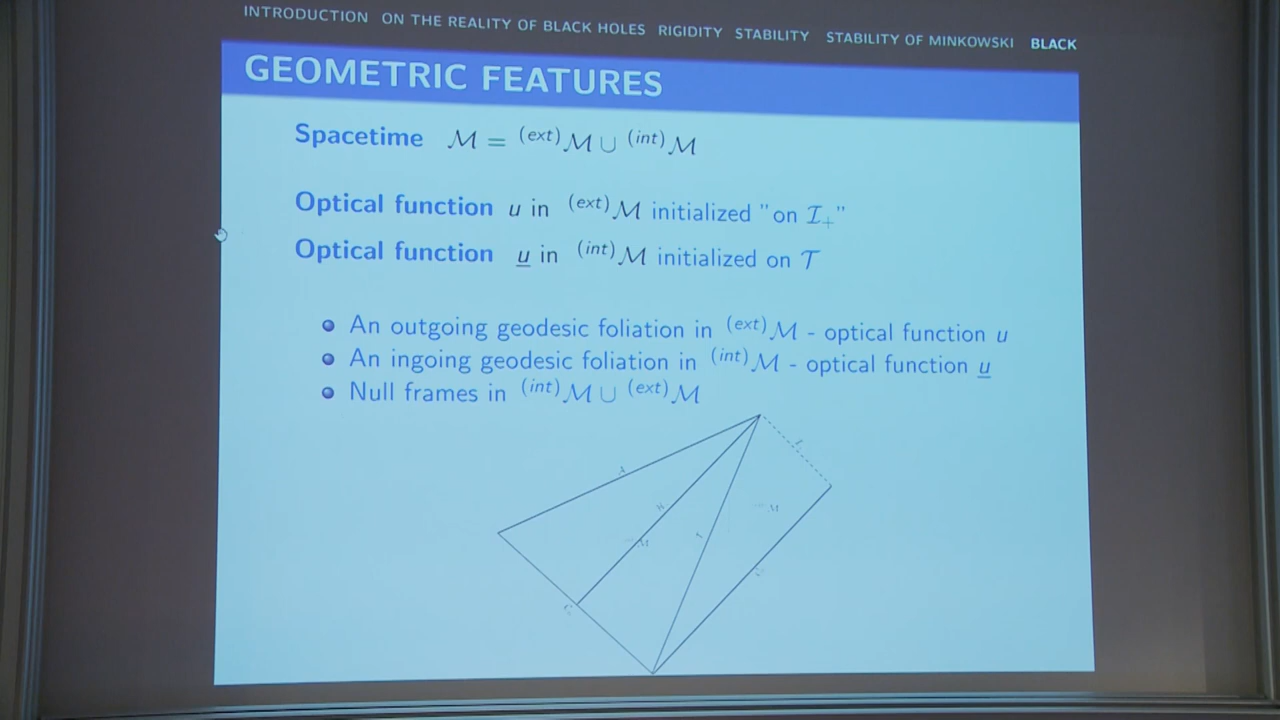 INTRODUCTION ON THE REALITY OF BLACK HOLES RIGIDITY STABILITY STABILITY OF MINKOWSKI BLACK
GEOMETRIC FEATURES
Spacetime ℳ = ⁽ᵉˣᵗ⁾ℳ ∪ ⁽ⁱⁿᵗ⁾ℳ
Optical function u in ⁽ᵉˣᵗ⁾ℳ initialized "on ℐ₊"
Optical function u̲ in ⁽ⁱⁿᵗ⁾ℳ initialized on 𝒯
• An outgoing geodesic foliation in ⁽ᵉˣᵗ⁾ℳ - optical function u
• An ingoing geodesic foliation in ⁽ⁱⁿᵗ⁾ℳ - optical function u̲
• Null frames in ⁽ⁱⁿᵗ⁾ℳ ∪ ⁽ᵉˣᵗ⁾ℳ